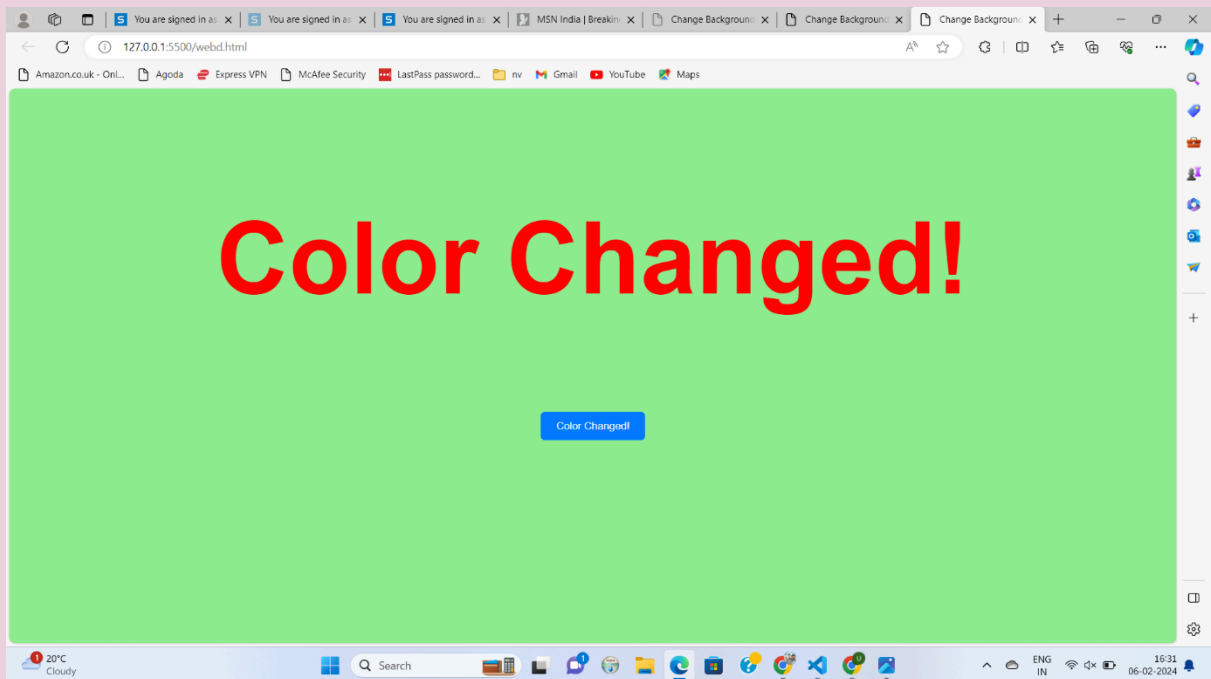 You are signed in as
You are signed in as
You are signed in as
MSN India | Breakin
Change Background
Change Background
Change Background
127.0.0.1:5500/webd.html
Amazon.co.uk - Onl...
Agoda
Express VPN
McAfee Security
LastPass password...
nv
Gmail
YouTube
Maps
Color Changed!
Color Changed!
1
20°C
Cloudy
Search
1
ENG
IN
16:31
06-02-2024